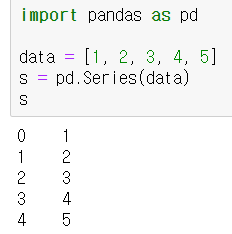 import pandas as pd
data = [1, 2, 3, 4, 5]
s = pd.Series(data)
s
0 1
1 2
2 3
3 4
4 5